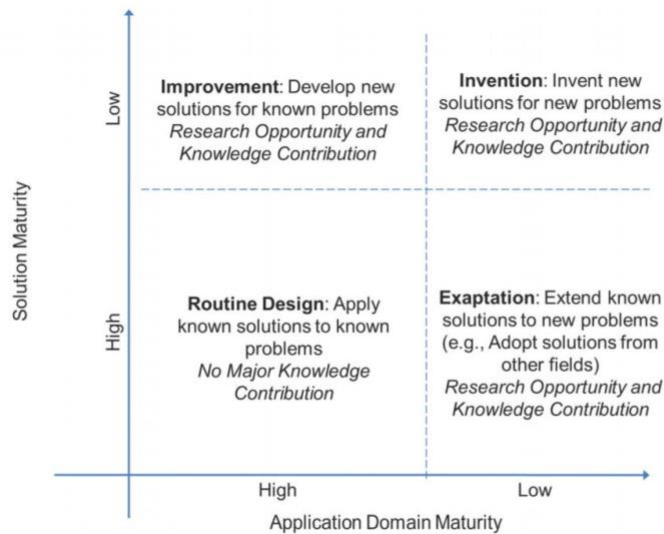 Improvement: Develop new
solutions for known problems
Research Opportunity and
Knowledge Contribution
Invention: Invent new
solutions for new problems
Research Opportunity and
Knowledge Contribution
Low
Solution Maturity
High
Routine Design: Apply
known solutions to known
problems
No Major Knowledge
Contribution
Exaptation: Extend known
solutions to new problems
(e.g., Adopt solutions from
other fields)
Research Opportunity and
Knowledge Contribution
High
Low
Application Domain Maturity